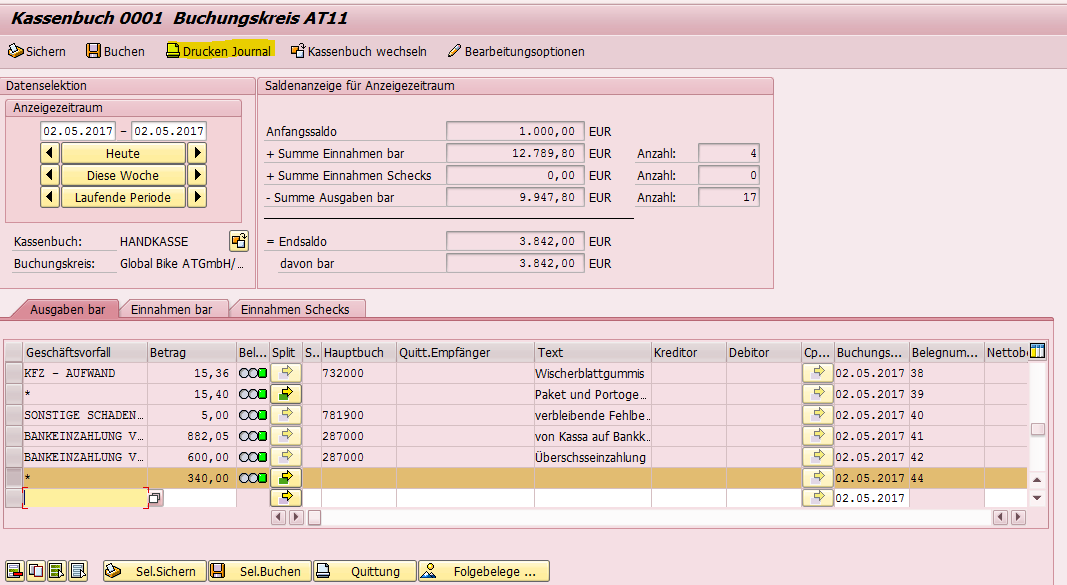 Kassenbuch 0001 Buchungskreis AT11
Sichern Buchen Drucken Journal Kassenbuch wechseln Bearbeitungsoptionen
Datenselektion
Anzeigezeitraum
02.05.2017 - 02.05.2017
Heute
Diese Woche
Laufende Periode
Kassenbuch: HANDKASSE
Buchungskreis: Global Bike ATGmbH/...
Saldenanzeige für Anzeigezeitraum
Anfangssaldo 1.000,00 EUR
+ Summe Einnahmen bar 12.789,80 EUR Anzahl: 4
+ Summe Einnahmen Schecks 0,00 EUR Anzahl: 0
- Summe Ausgaben bar 9.947,80 EUR Anzahl: 17
= Endsaldo 3.842,00 EUR
davon bar 3.842,00 EUR
Ausgaben bar Einnahmen bar Einnahmen Schecks
Geschäftsvorfall Betrag Bel... Split S.. Hauptbuch Quitt.Empfänger Text Kreditor Debitor Cp... Buchungs... Belegnum... Nettob
KFZ - AUFWAND 15,36 732000 Wischerblattgummis 02.05.2017 38
* 15,40 Paket und Portoge... 02.05.2017 39
SONSTIGE SCHADEN... 5,00 781900 verbleibende Fehlbe... 02.05.2017 40
BANKEINZAHLUNG V... 882,05 287000 von Kassa auf Bankk... 02.05.2017 41
BANKEINZAHLUNG V... 600,00 287000 Überschsseinzahlung 02.05.2017 42
* 340,00 02.05.2017 44
02.05.2017
Sel.Sichern Sel.Buchen Quittung Folgebelege ...